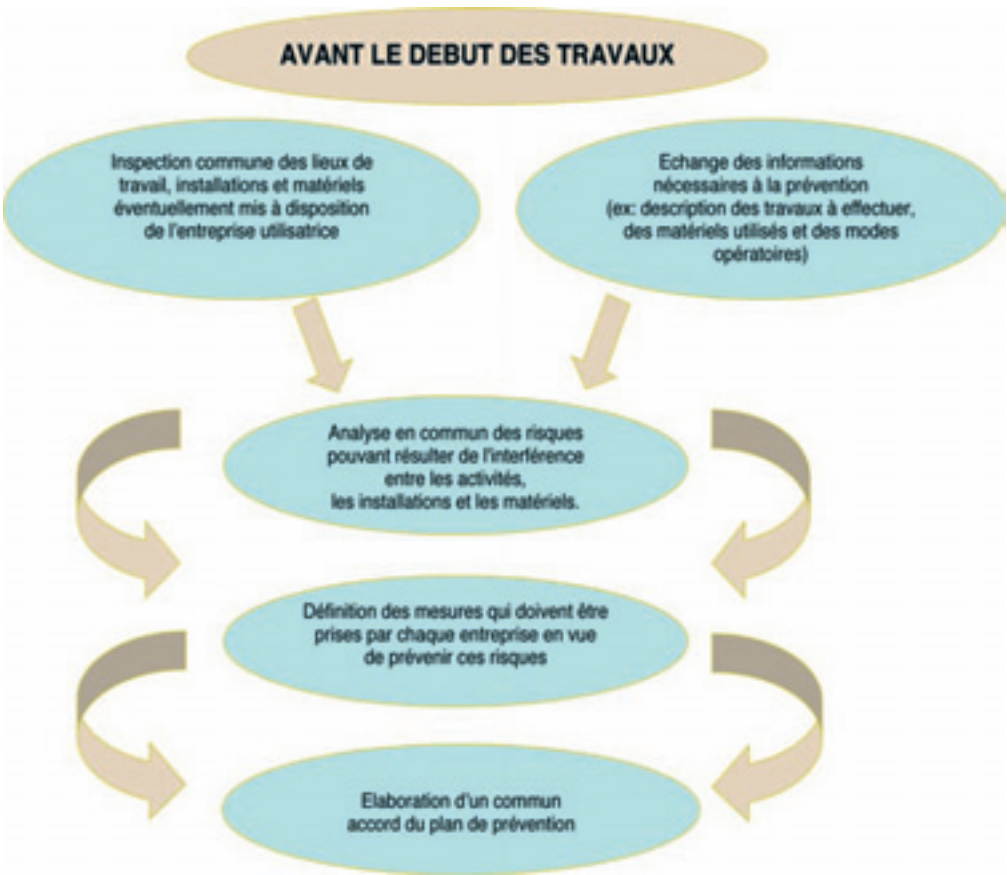 AVANT LE DEBUT DES TRAVAUX
Inspection commune des lieux de
travail, installations et matériels
éventuellement mis à disposition
de l'entreprise utilisatrice
Echange des informations
nécessaires à la prévention
(ex: description des travaux à effectuer,
des matériels utilisés et des modes
opératoires)
Analyse en commun des risques
pouvant résulter de l'interférence
entre les activités,
les installations et les matériels.
Définition des mesures qui doivent être
prises par chaque entreprise en vue
de prévenir ces risques
Elaboration d'un commun
accord du plan de prévention